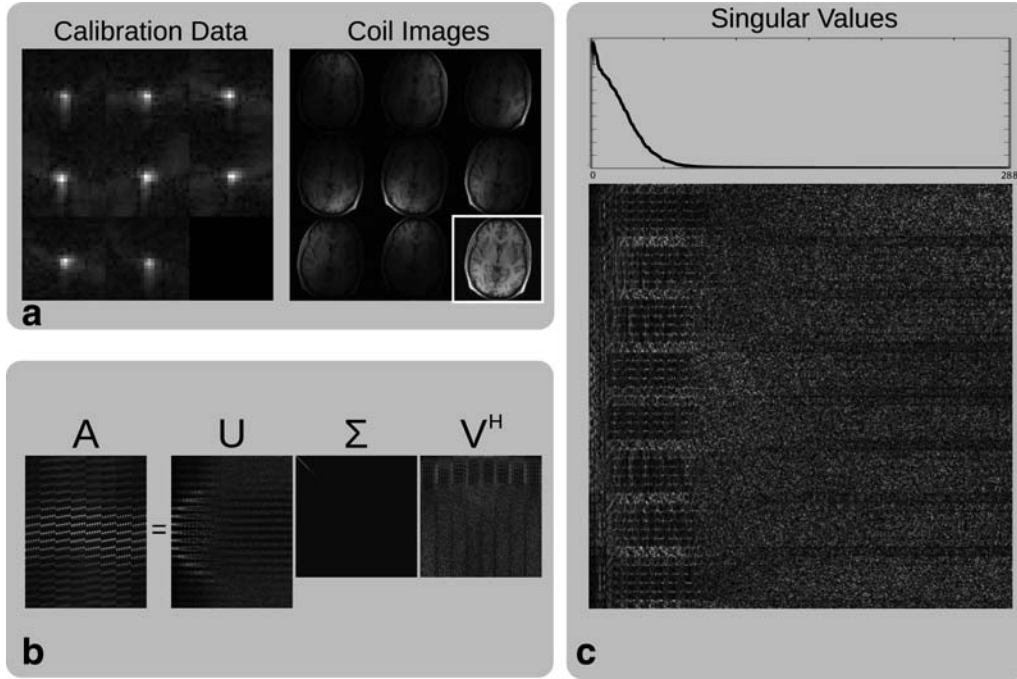 Calibration Data
Coil Images
a
A = U Σ V^H
b
Singular Values
0
288
c